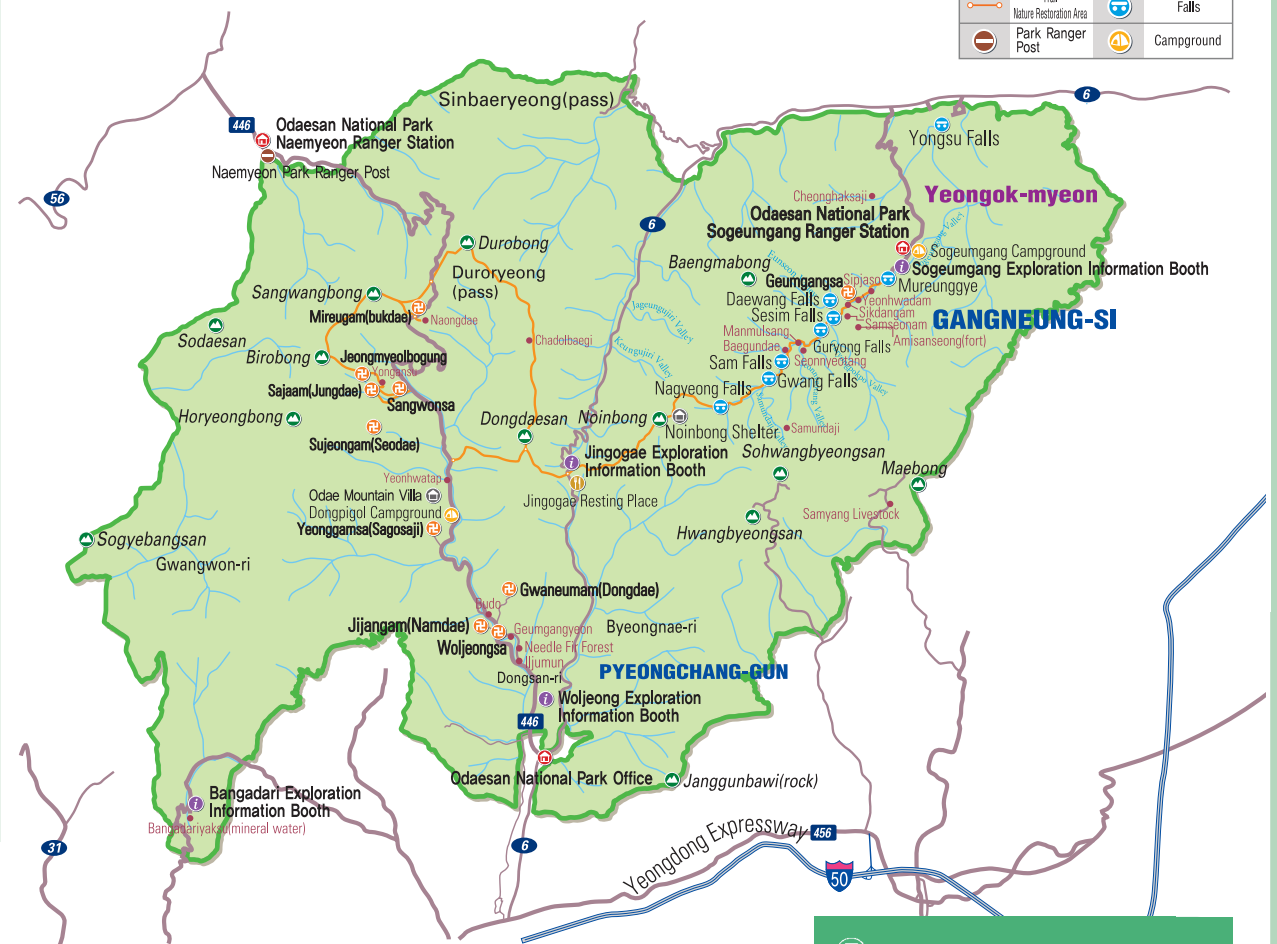 Nature Restoration Area
Falls
Park Ranger
Post
Campground
Sinbaeryeong(pass)
6
446
Odaesan National Park
Naemyeon Ranger Station
Naemyeon Park Ranger Post
56
Yongsu Falls
Cheonghaksaji
Yeongok-myeon
Odaesan National Park
Sogeumgang Ranger Station
6
Durobong
Duroryeong
(pass)
Sogeumgang Campground
Sogeumgang Exploration Information Booth
Baengmabong
Geumgangsa
Sipjaso
Mureunggye
Sangwangbong
Daewang Falls
Yeonhwadam
Mireugam(bukdae)
Naongdae
Jageungujiri Valley
Sesim Falls
Sikdangam
Samseonam
GANGNEUNG-SI
Sodaesan
Chadolbaegi
Manmulsang
Amisanseong(fort)
Birobong
Jeongmyeolbogung
Keungujiri Valley
Baegundae
Guryong Falls
Yongansu
Sam Falls
Seonnyeotang
Sajaam(Jungdae)
Sangwonsa
Nagyeong Falls
Gwang Falls
Horyeongbong
Dongdaesan
Noinbong
Noinbong Shelter
Samundaji
Sujeongam(Seodae)
Jingogae Exploration
Information Booth
Sohwangbyeongsan
Maebong
Yeonhwatap
Odae Mountain Villa
Jingogae Resting Place
Dongpigol Campground
Samyang Livestock
Yeonggamsa(Sagosaji)
Hwangbyeongsan
Sogyebangsan
Gwangwon-ri
Gwaneumam(Dongdae)
Budo
Jijangam(Namdae)
Geumgangyeon
Byeongnae-ri
Woljeongsa
Needle Fir Forest
Iljumun
PYEONGCHANG-GUN
Dongsan-ri
Woljeong Exploration
Information Booth
446
Odaesan National Park Office
Janggunbawi(rock)
Bangadari Exploration
Information Booth
Bangadariyaksu(mineral water)
31
6
Yeongdong Expressway
456
50